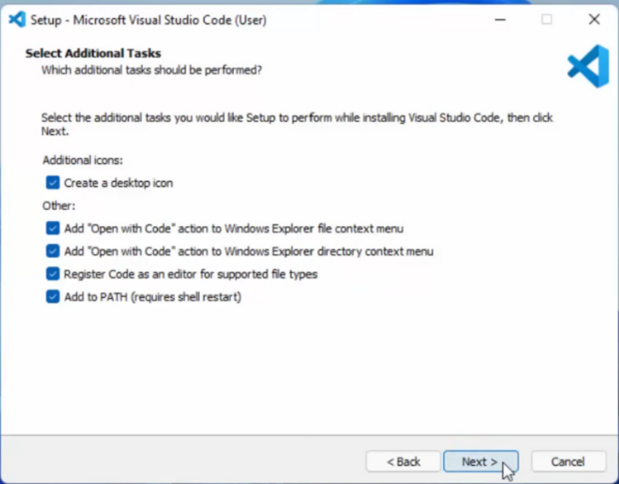 Setup - Microsoft Visual Studio Code (User)
Select Additional Tasks
Which additional tasks should be performed?
Select the additional tasks you would like Setup to perform while installing Visual Studio Code, then click
Next.
Additional icons:
Create a desktop icon
Other:
Add "Open with Code" action to Windows Explorer file context menu
Add "Open with Code" action to Windows Explorer directory context menu
Register Code as an editor for supported file types
Add to PATH (requires shell restart)
< Back Next > Cancel